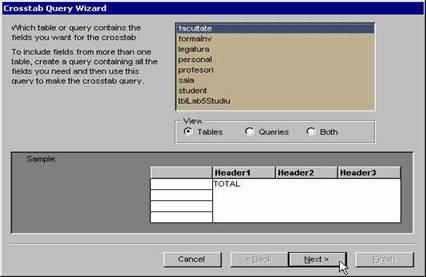 Crosstab Query Wizard
Which table or query contains the
fields you want for the crosstab
To include fields from more than one
table, create a query containing all the
fields you need and then use this
query to make the crosstab query.
facultate
formaInv
legatura
personal
profesori
sala
student
tblLab5Studiu
View
Tables
Queries
Both
Sample:
Header1 Header2 Header3
TOTAL
Cancel
< Back
Next >
Finish